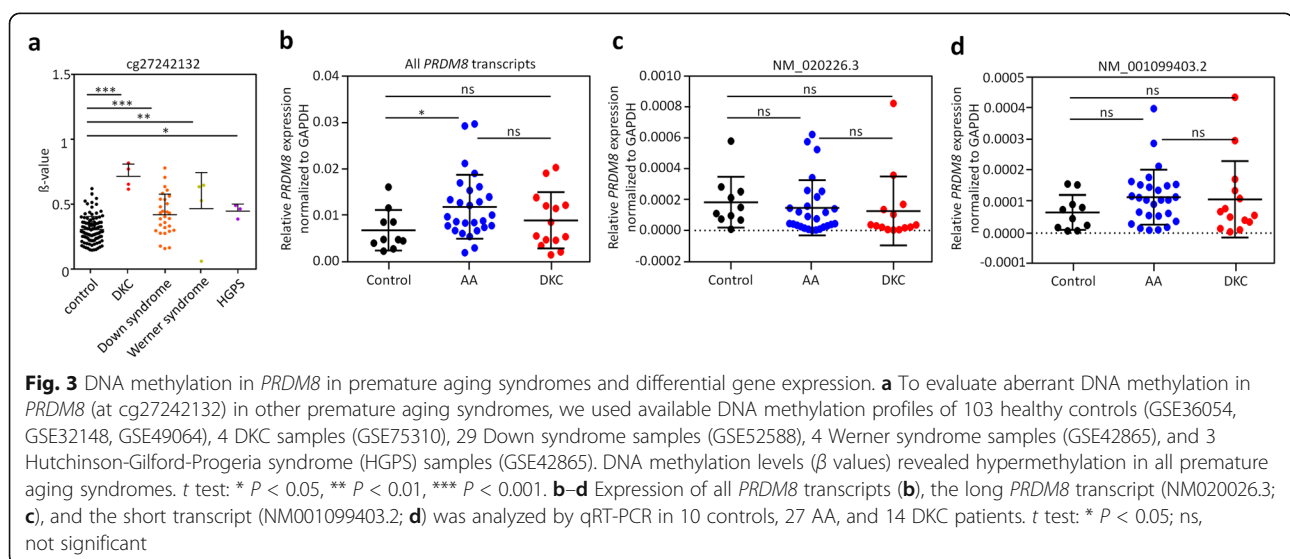 a
cg27242132
1.5
1
0.5
0
ß-value
***
***
**
*
control
DKC
Down syndrome
Werner syndrome
HGPS
b
All PRDM8 transcripts
Relative PRDM8 expression
normalized to GAPDH
0.04
0.03
0.02
0.01
0.00
ns
*
ns
Control
AA
DKC
c
NM_020226.3
Relative PRDM8 expression
normalized to GAPDH
0.0010
0.0008
0.0006
0.0004
0.0002
0.0000
-0.0002
ns
ns
ns
Control
AA
DKC
d
NM_001099403.2
Relative PRDM8 expression
normalized to GAPDH
0.0005
0.0004
0.0003
0.0002
0.0001
0.0000
-0.0001
ns
ns
ns
Control
AA
DKC
Fig. 3 DNA methylation in PRDM8 in premature aging syndromes and differential gene expression. a To evaluate aberrant DNA methylation in
PRDM8 (at cg27242132) in other premature aging syndromes, we used available DNA methylation profiles of 103 healthy controls (GSE36054,
GSE32148, GSE49064), 4 DKC samples (GSE75310), 29 Down syndrome samples (GSE52588), 4 Werner syndrome samples (GSE42865), and 3
Hutchinson-Gilford-Progeria syndrome (HGPS) samples (GSE42865). DNA methylation levels (β values) revealed hypermethylation in all premature
aging syndromes. t test: * P < 0.05, ** P < 0.01, *** P < 0.001. b–d Expression of all PRDM8 transcripts (b), the long PRDM8 transcript (NM020026.3;
c), and the short transcript (NM001099403.2; d) was analyzed by qRT-PCR in 10 controls, 27 AA, and 14 DKC patients. t test: * P < 0.05; ns,
not significant